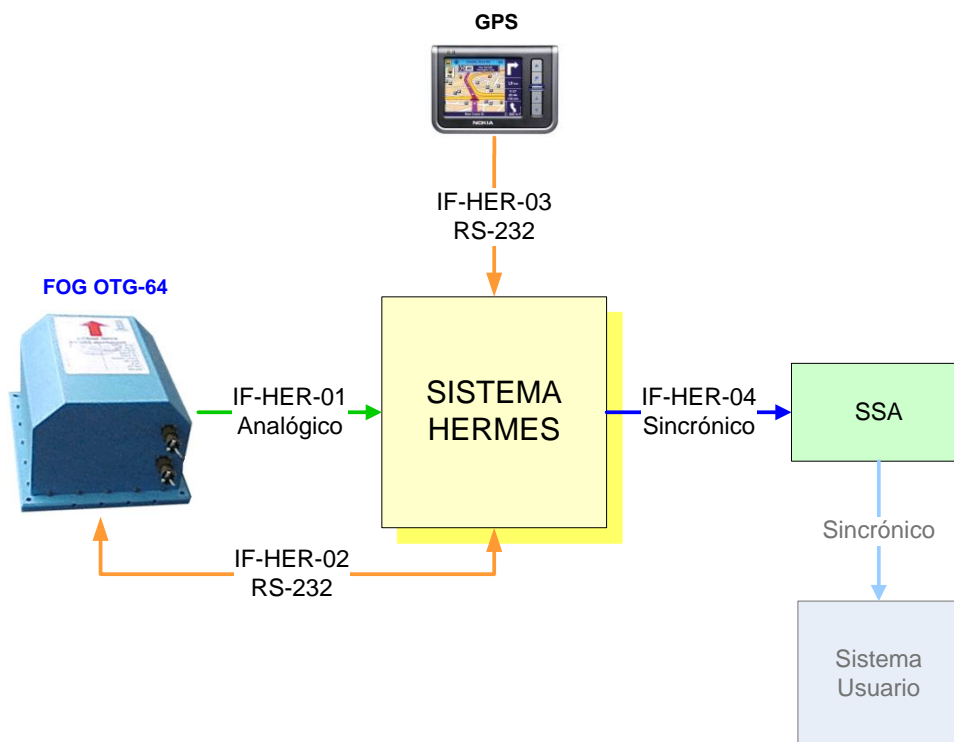 GPS
NOKIA
IF-HER-03
RS-232
FOG OTG-64
IF-HER-01
Analógico
SISTEMA
HERMES
IF-HER-04
Sincrónico
SSA
IF-HER-02
RS-232
Sincrónico
Sistema
Usuario